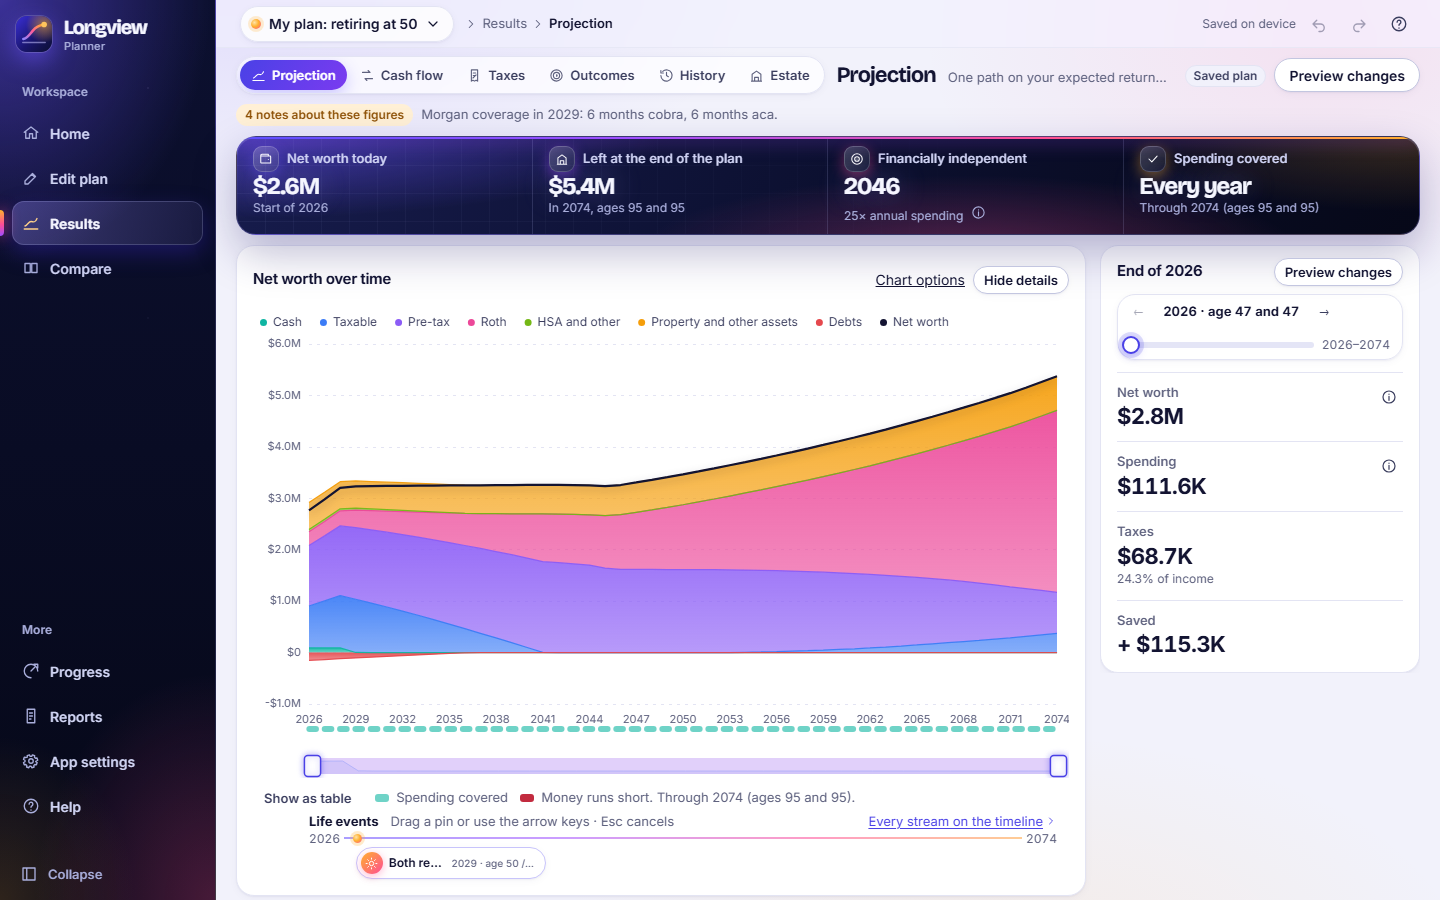 Longview
Planner
Workspace
Home
Edit plan
Results
Compare
More
Progress
Reports
App settings
Help
Collapse
My plan: retiring at 50
Results
Projection
Saved on device
Projection
Cash flow
Taxes
Outcomes
History
Estate
Projection
One path on your expected return...
Saved plan
Preview changes
4 notes about these figures
Morgan coverage in 2029: 6 months cobra, 6 months aca.
Net worth today
$2.6M
Start of 2026
Left at the end of the plan
$5.4M
In 2074, ages 95 and 95
Financially independent
2046
25× annual spending
Spending covered
Every year
Through 2074 (ages 95 and 95)
Net worth over time
Chart options
Hide details
Cash
Taxable
Pre-tax
Roth
HSA and other
Property and other assets
Debts
Net worth
$6.0M
$5.0M
$4.0M
$3.0M
$2.0M
$1.0M
$0
-$1.0M
2026 2029 2032 2035 2038 2041 2044 2047 2050 2053 2056 2059 2062 2065 2068 2071 2074
Show as table
Spending covered
Money runs short. Through 2074 (ages 95 and 95).
Life events
Drag a pin or use the arrow keys · Esc cancels
Every stream on the timeline
2026
2074
Both re...
2029 · age 50 /...
End of 2026
Preview changes
← 2026 · age 47 and 47 →
2026–2074
Net worth
$2.8M
Spending
$111.6K
Taxes
$68.7K
24.3% of income
Saved
+ $115.3K